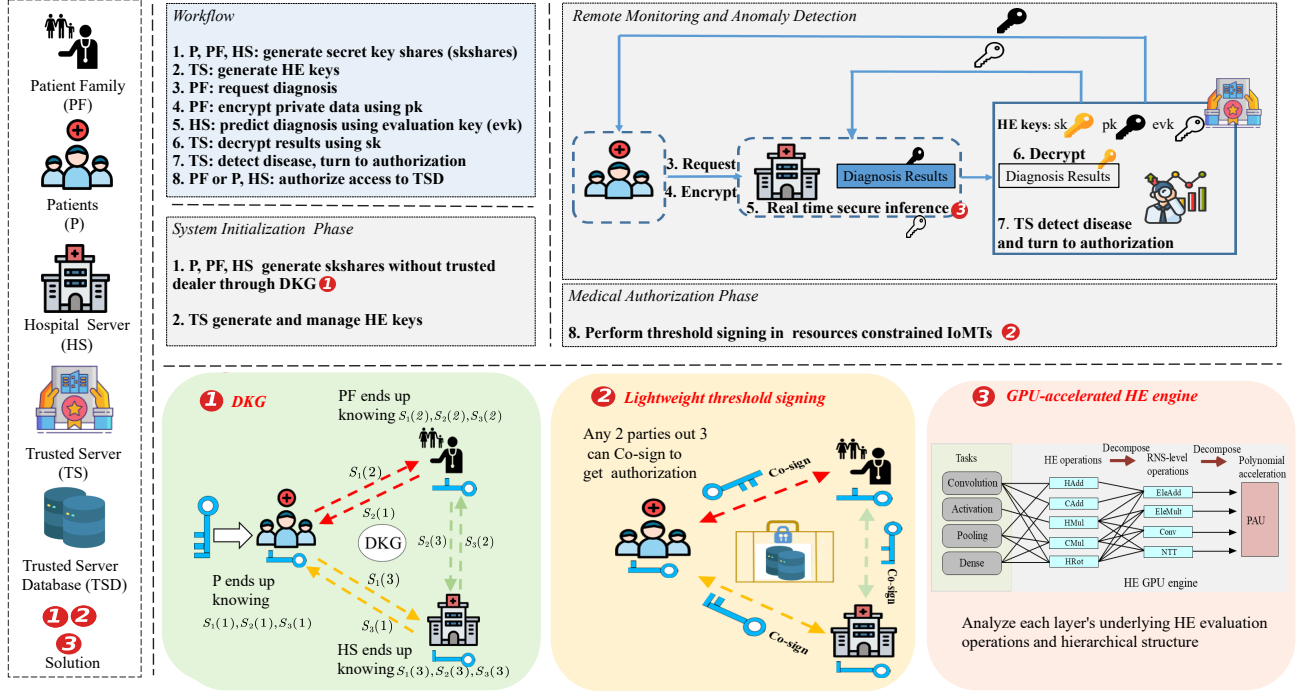 Patient Family
(PF)
Patients
(P)
Hospital Server
(HS)
Trusted Server
(TS)
Trusted Server
Database (TSD)
1 2
3
Solution
Workflow
1. P, PF, HS: generate secret key shares (skshares)
2. TS: generate HE keys
3. PF: request diagnosis
4. PF: encrypt private data using pk
5. HS: predict diagnosis using evaluation key (evk)
6. TS: decrypt results using sk
7. TS: detect disease, turn to authorization
8. PF or P, HS: authorize access to TSD
System Initialization Phase
1. P, PF, HS generate skshares without trusted
dealer through DKG 1
2. TS generate and manage HE keys
Remote Monitoring and Anomaly Detection
3. Request
4. Encrypt
Diagnosis Results
5. Real time secure inference 3
HE keys: sk pk evk
6. Decrypt
Diagnosis Results
7. TS detect disease
and turn to authorization
Medical Authorization Phase
8. Perform threshold signing in resources constrained IoMTs 2
1 DKG
PF ends up
knowing S₁(2), S₂(2), S₃(2)
S₁(2)
S₂(1)
DKG
S₂(3)
S₃(2)
S₁(3)
S₃(1)
P ends up
knowing
S₁(1), S₂(1), S₃(1)
HS ends up
knowing S₁(3), S₂(3), S₃(3)
2 Lightweight threshold signing
Any 2 parties out 3
can Co-sign to
get authorization
Co-sign
Co-sign
Co-sign
3 GPU-accelerated HE engine
Tasks
Convolution
Activation
Pooling
Dense
HE operations
HAdd
CAdd
HMul
CMul
HRot
Decompose
RNS-level
operations
EleAdd
EleMult
Conv
NTT
Decompose
Polynomial
acceleration
PAU
HE GPU engine
Analyze each layer's underlying HE evaluation
operations and hierarchical structure